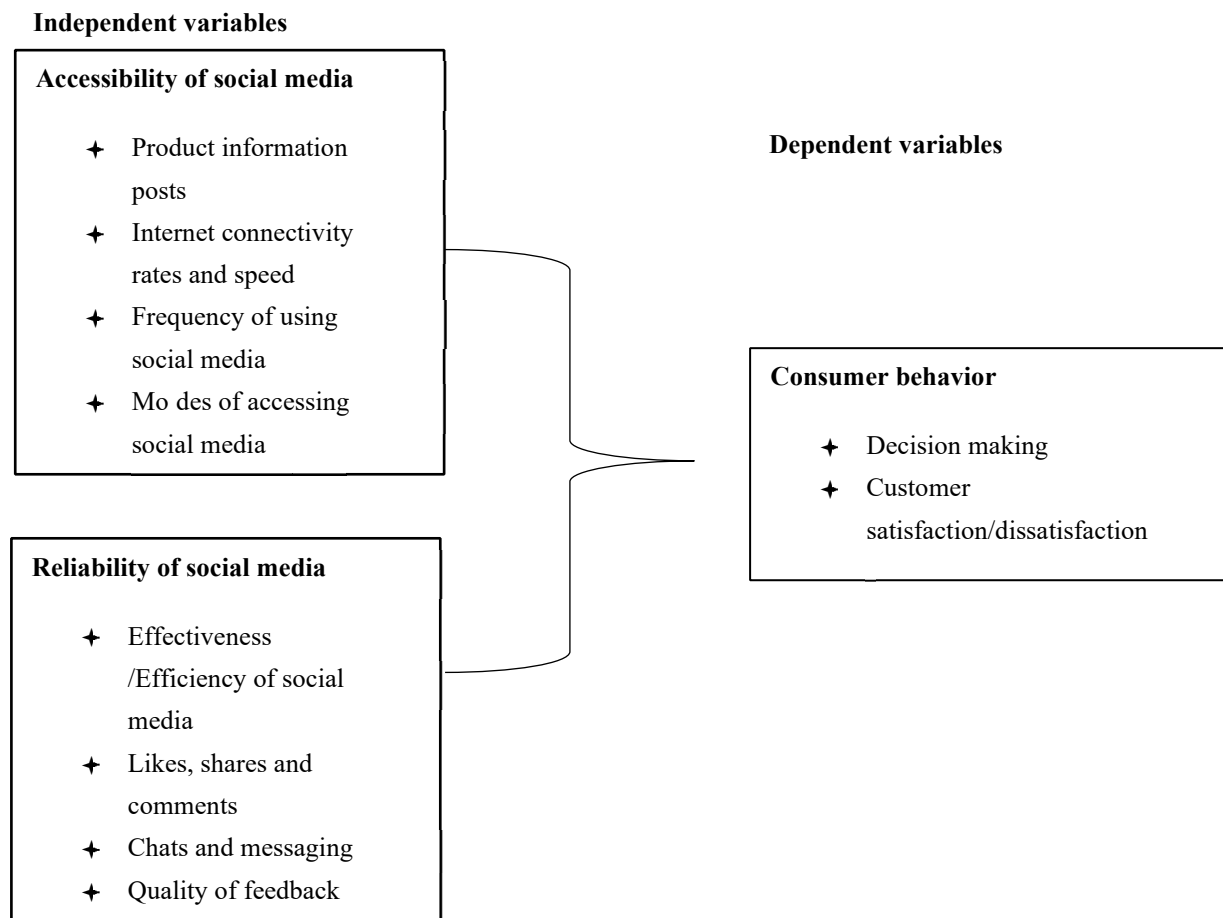 Independent variables
Accessibility of social media
Product information
posts
Internet connectivity
rates and speed
Frequency of using
social media
Mo des of accessing
social media
Dependent variables
Consumer behavior
Decision making
Customer
satisfaction/dissatisfaction
Reliability of social media
Effectiveness
/Efficiency of social
media
Likes, shares and
comments
Chats and messaging
Quality of feedback